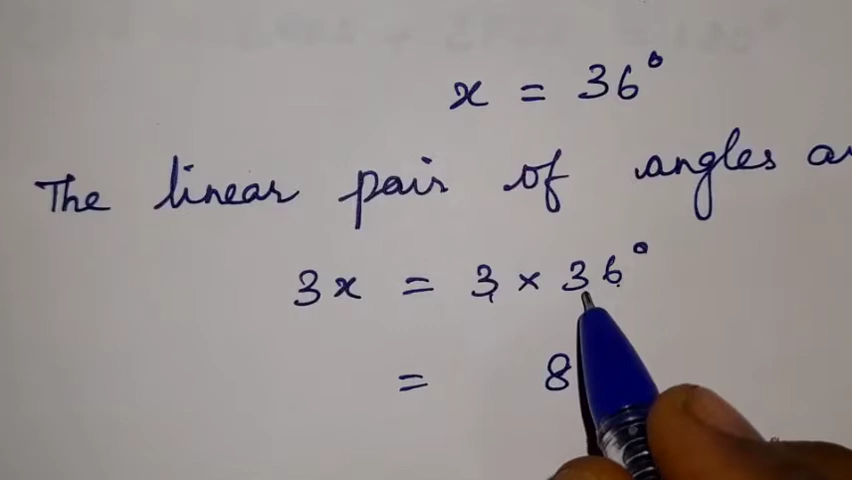 x = 36°
The linear pair of angles
3x = 3 × 36°
= 8